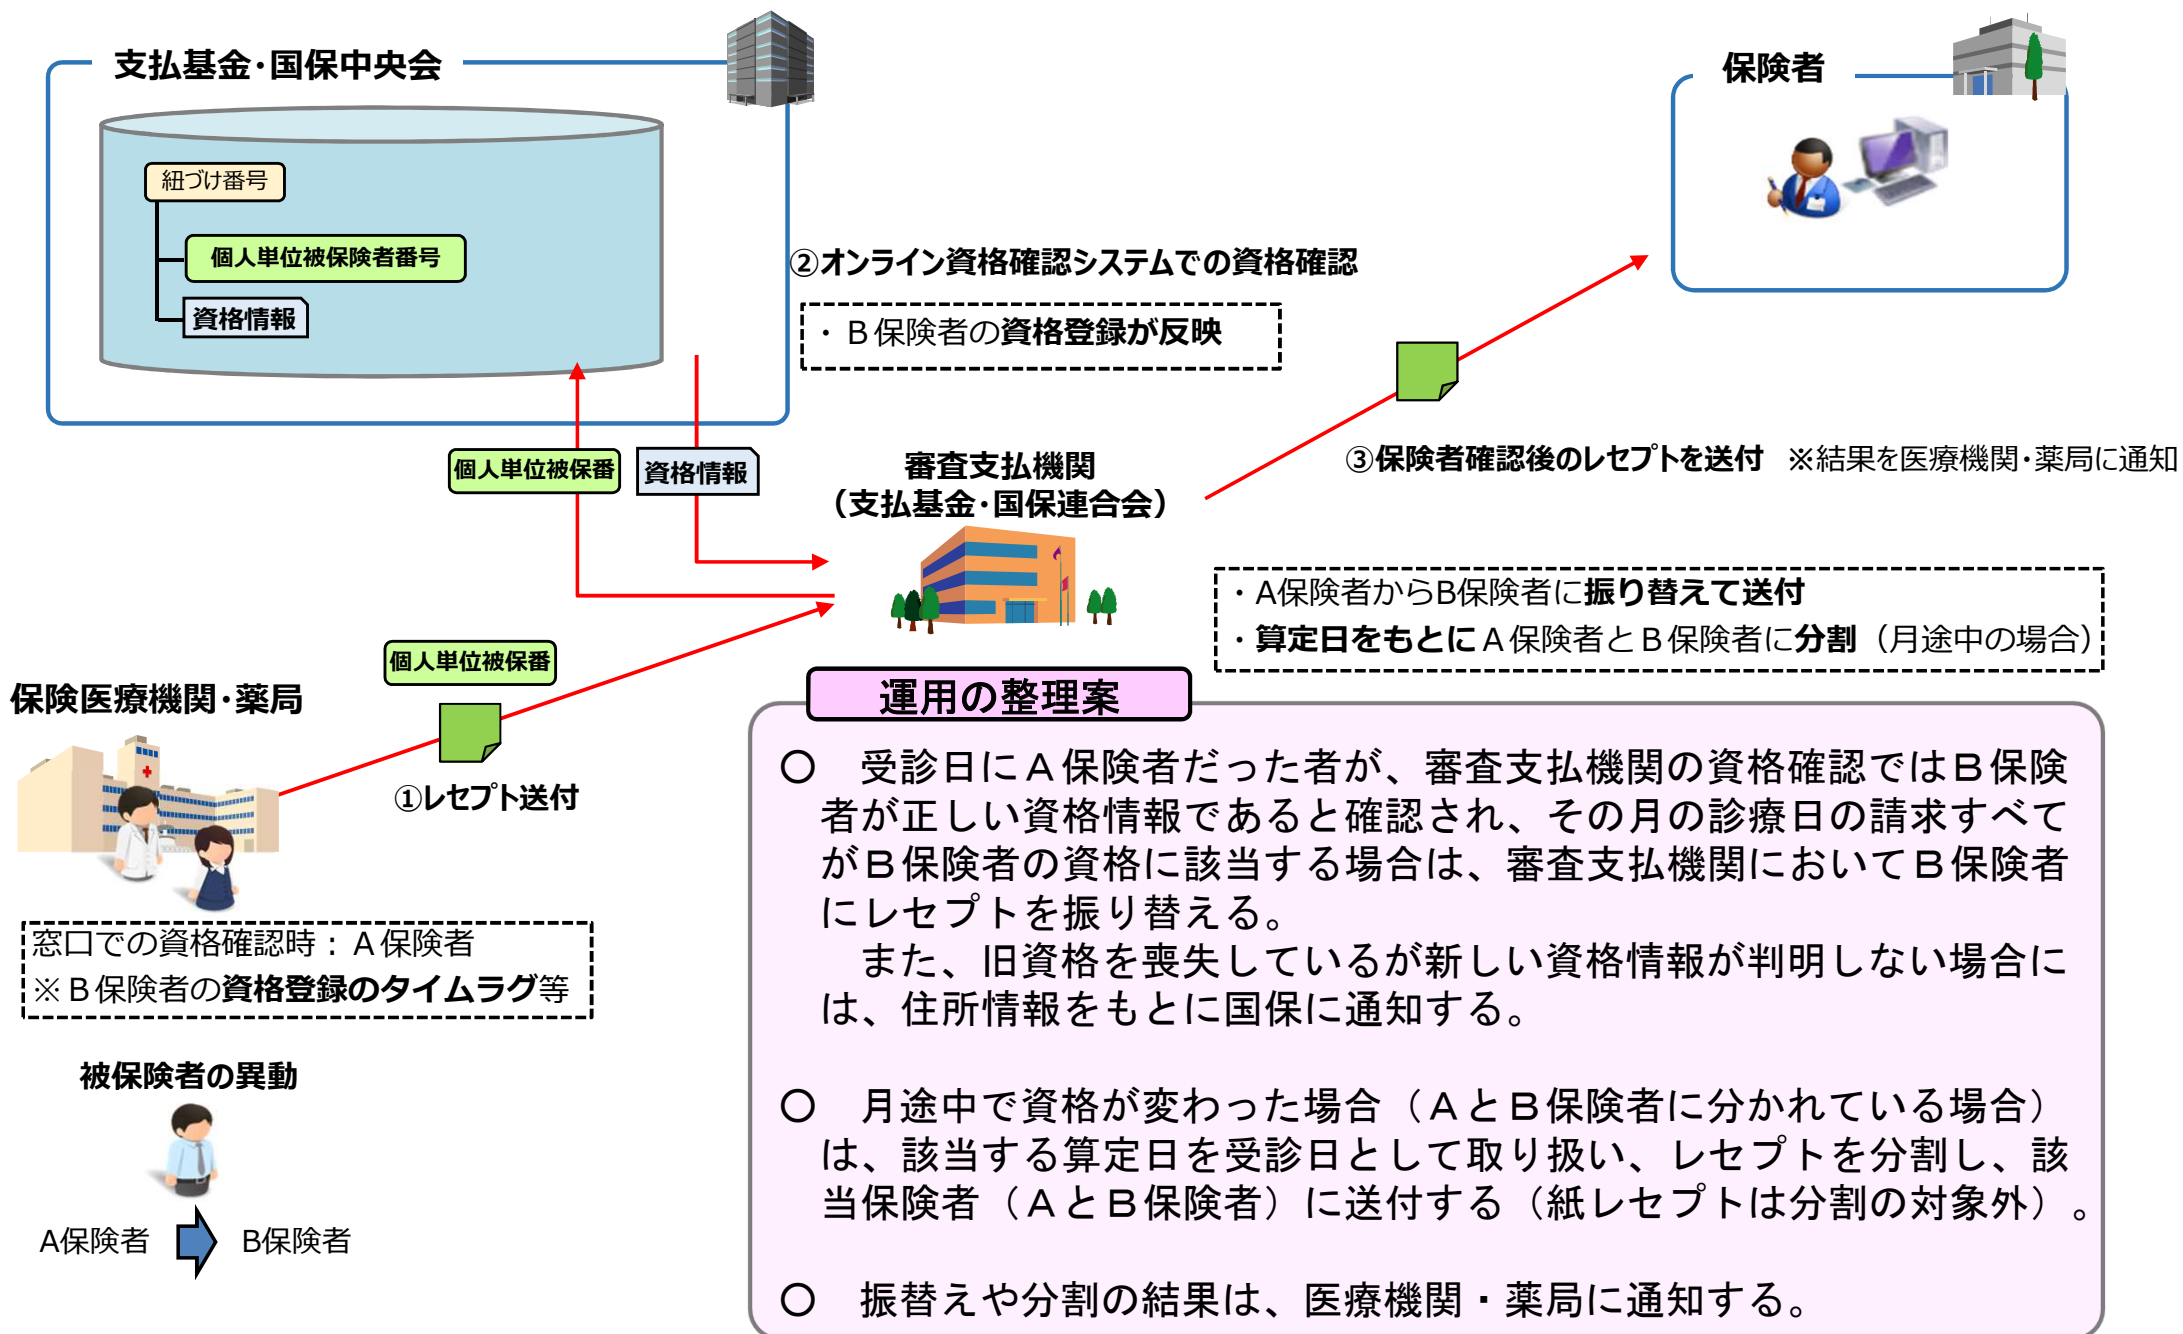 支払基金･国保中央会
紐づけ番号
個人単位被保険者番号
資格情報
保険者
②オンライン資格確認システムでの資格確認
・Ｂ保険者の資格登録が反映
個人単位被保番
資格情報
審査支払機関
（支払基金･国保連合会）
③保険者確認後のレセプトを送付　※結果を医療機関･薬局に通知
・A保険者からB保険者に振り替えて送付
・算定日をもとにＡ保険者とＢ保険者に分割（月途中の場合）
個人単位被保番
保険医療機関･薬局
①レセプト送付
窓口での資格確認時：Ａ保険者
※Ｂ保険者の資格登録のタイムラグ等
被保険者の異動
A保険者
B保険者
運用の整理案
○　受診日にＡ保険者だった者が、審査支払機関の資格確認ではＢ保険
者が正しい資格情報であると確認され、その月の診療日の請求すべて
がＢ保険者の資格に該当する場合は、審査支払機関においてＢ保険者
にレセプトを振り替える。
また、旧資格を喪失しているが新しい資格情報が判明しない場合に
は、住所情報をもとに国保に通知する。
○　月途中で資格が変わった場合（ＡとＢ保険者に分かれている場合）
は、該当する算定日を受診日として取り扱い、レセプトを分割し、該
当保険者（ＡとＢ保険者）に送付する（紙レセプトは分割の対象外）。
○　振替えや分割の結果は、医療機関・薬局に通知する。